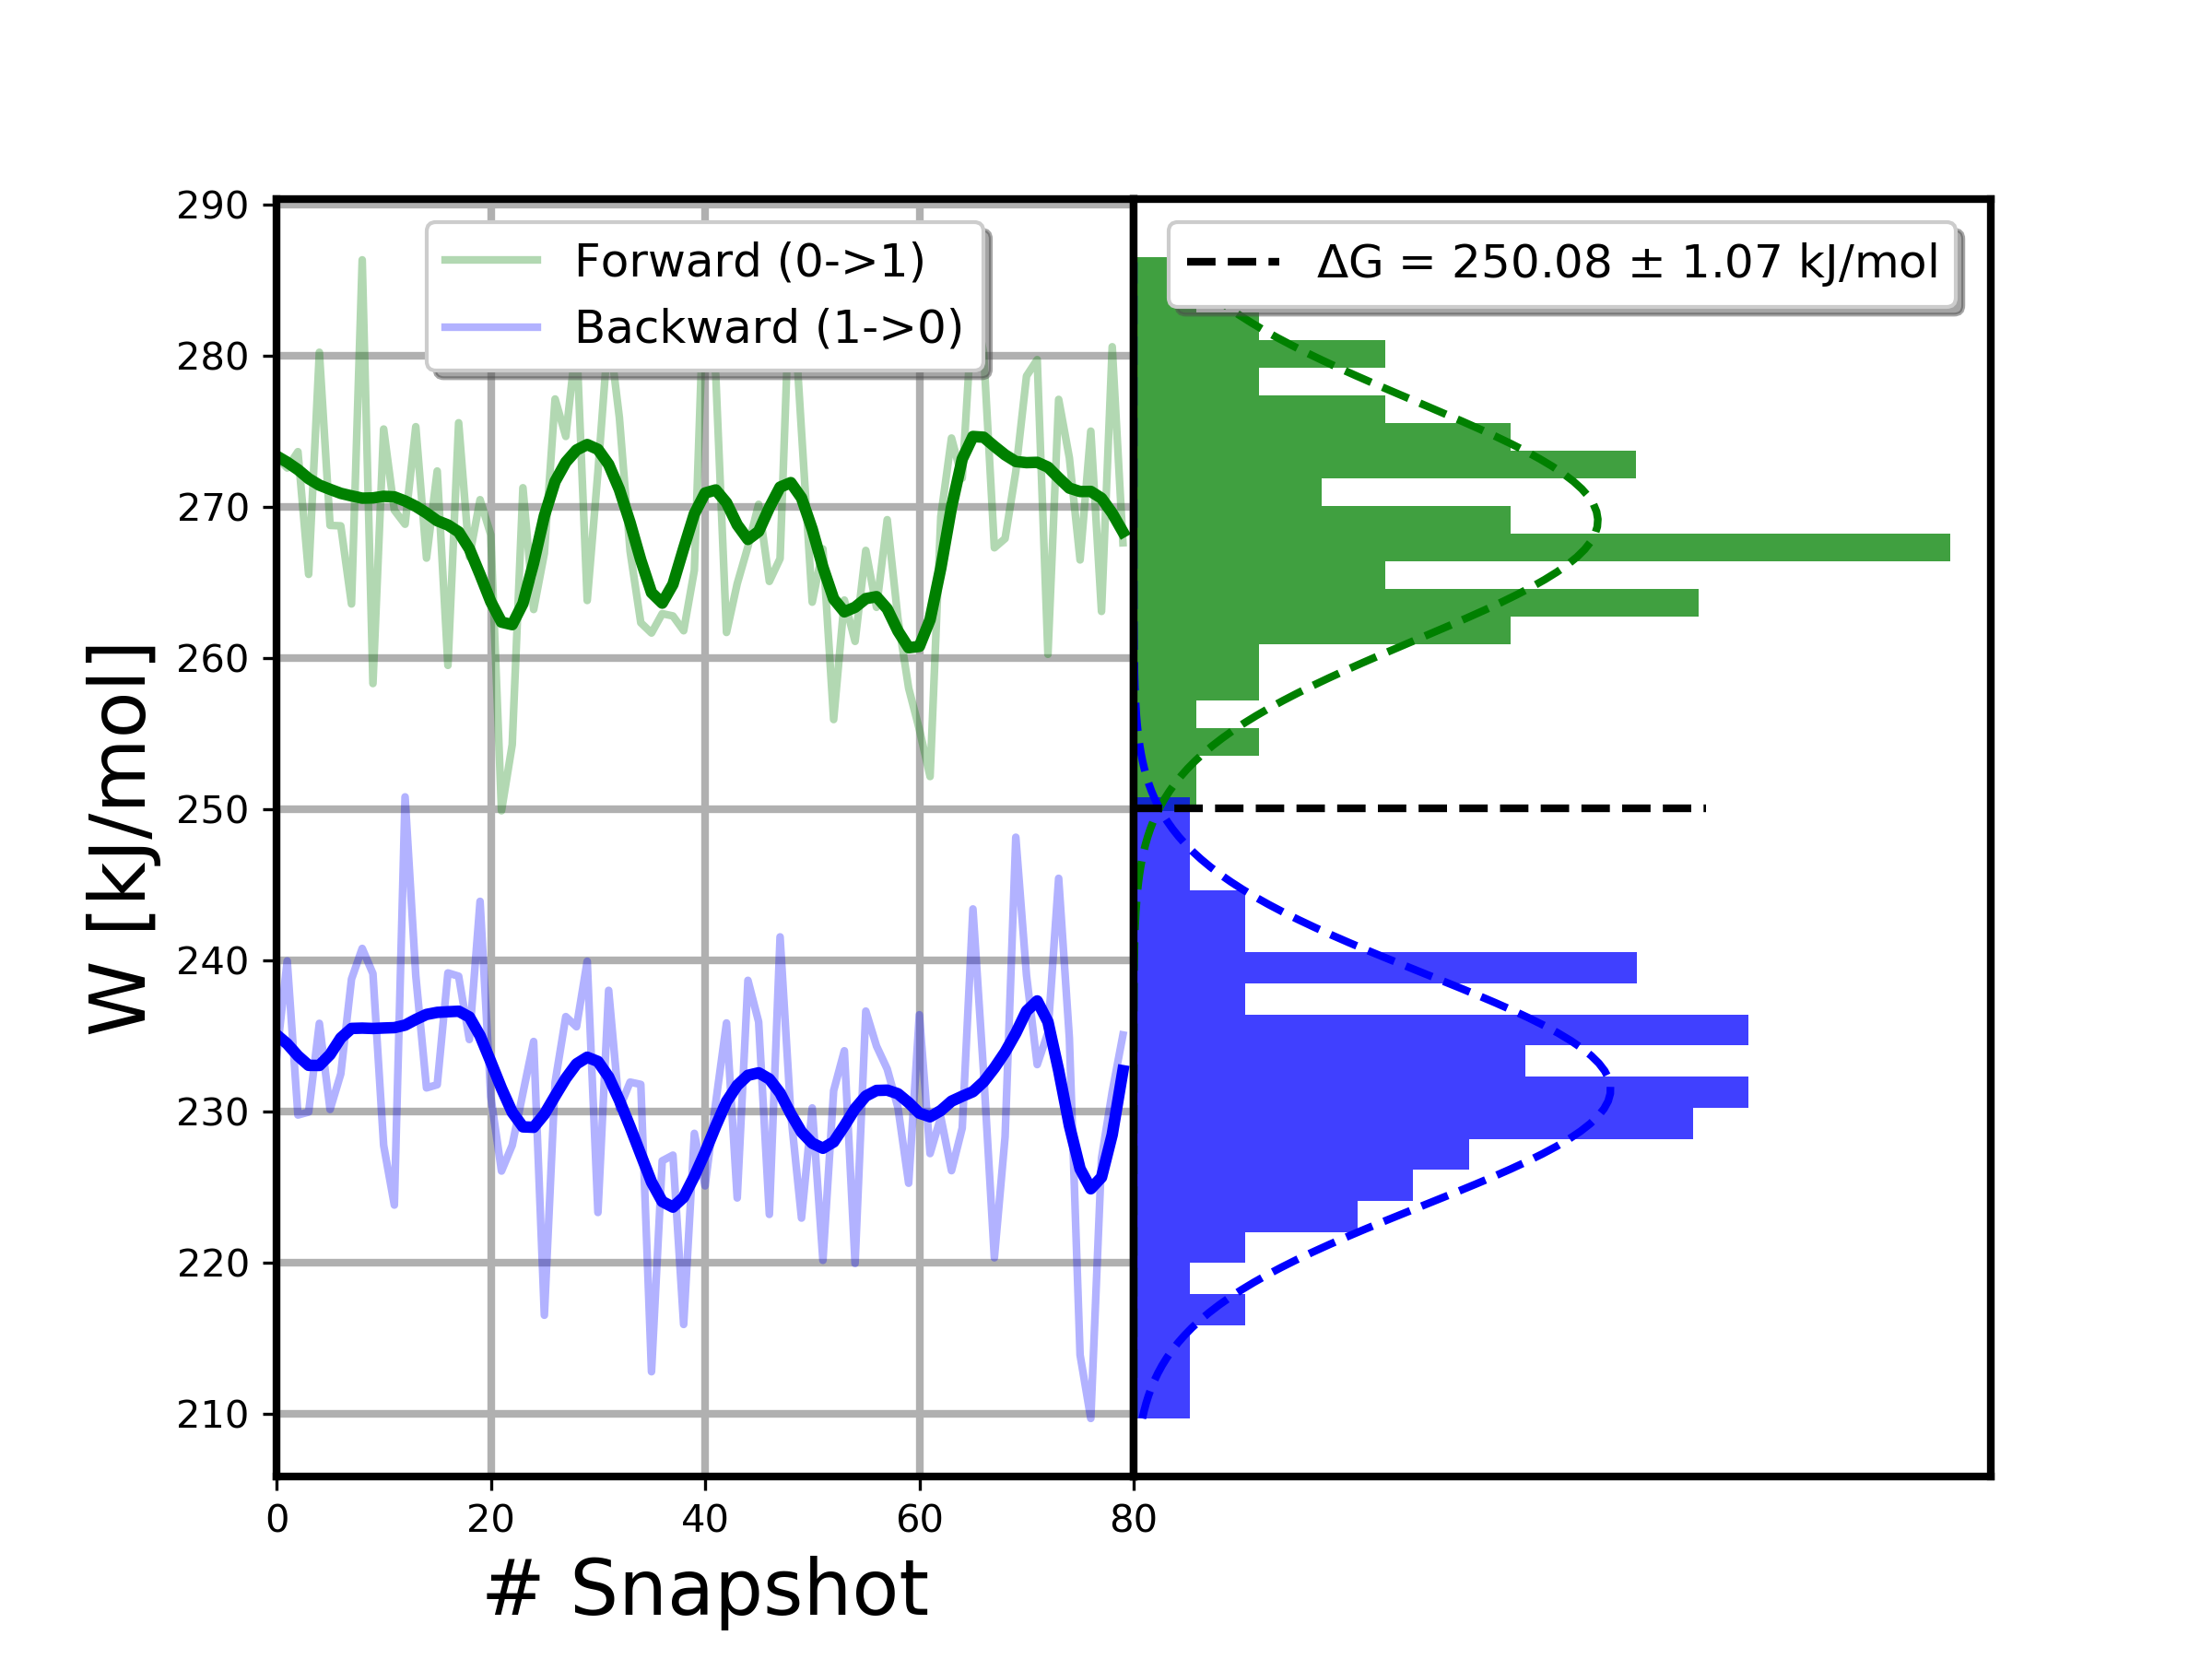 290
280
270
260
250
240
230
220
210
W [kJ/mol]
Forward (0->1)
Backward (1->0)
ΔG = 250.08 ± 1.07 kJ/mol
0 20 40 60 80
# Snapshot